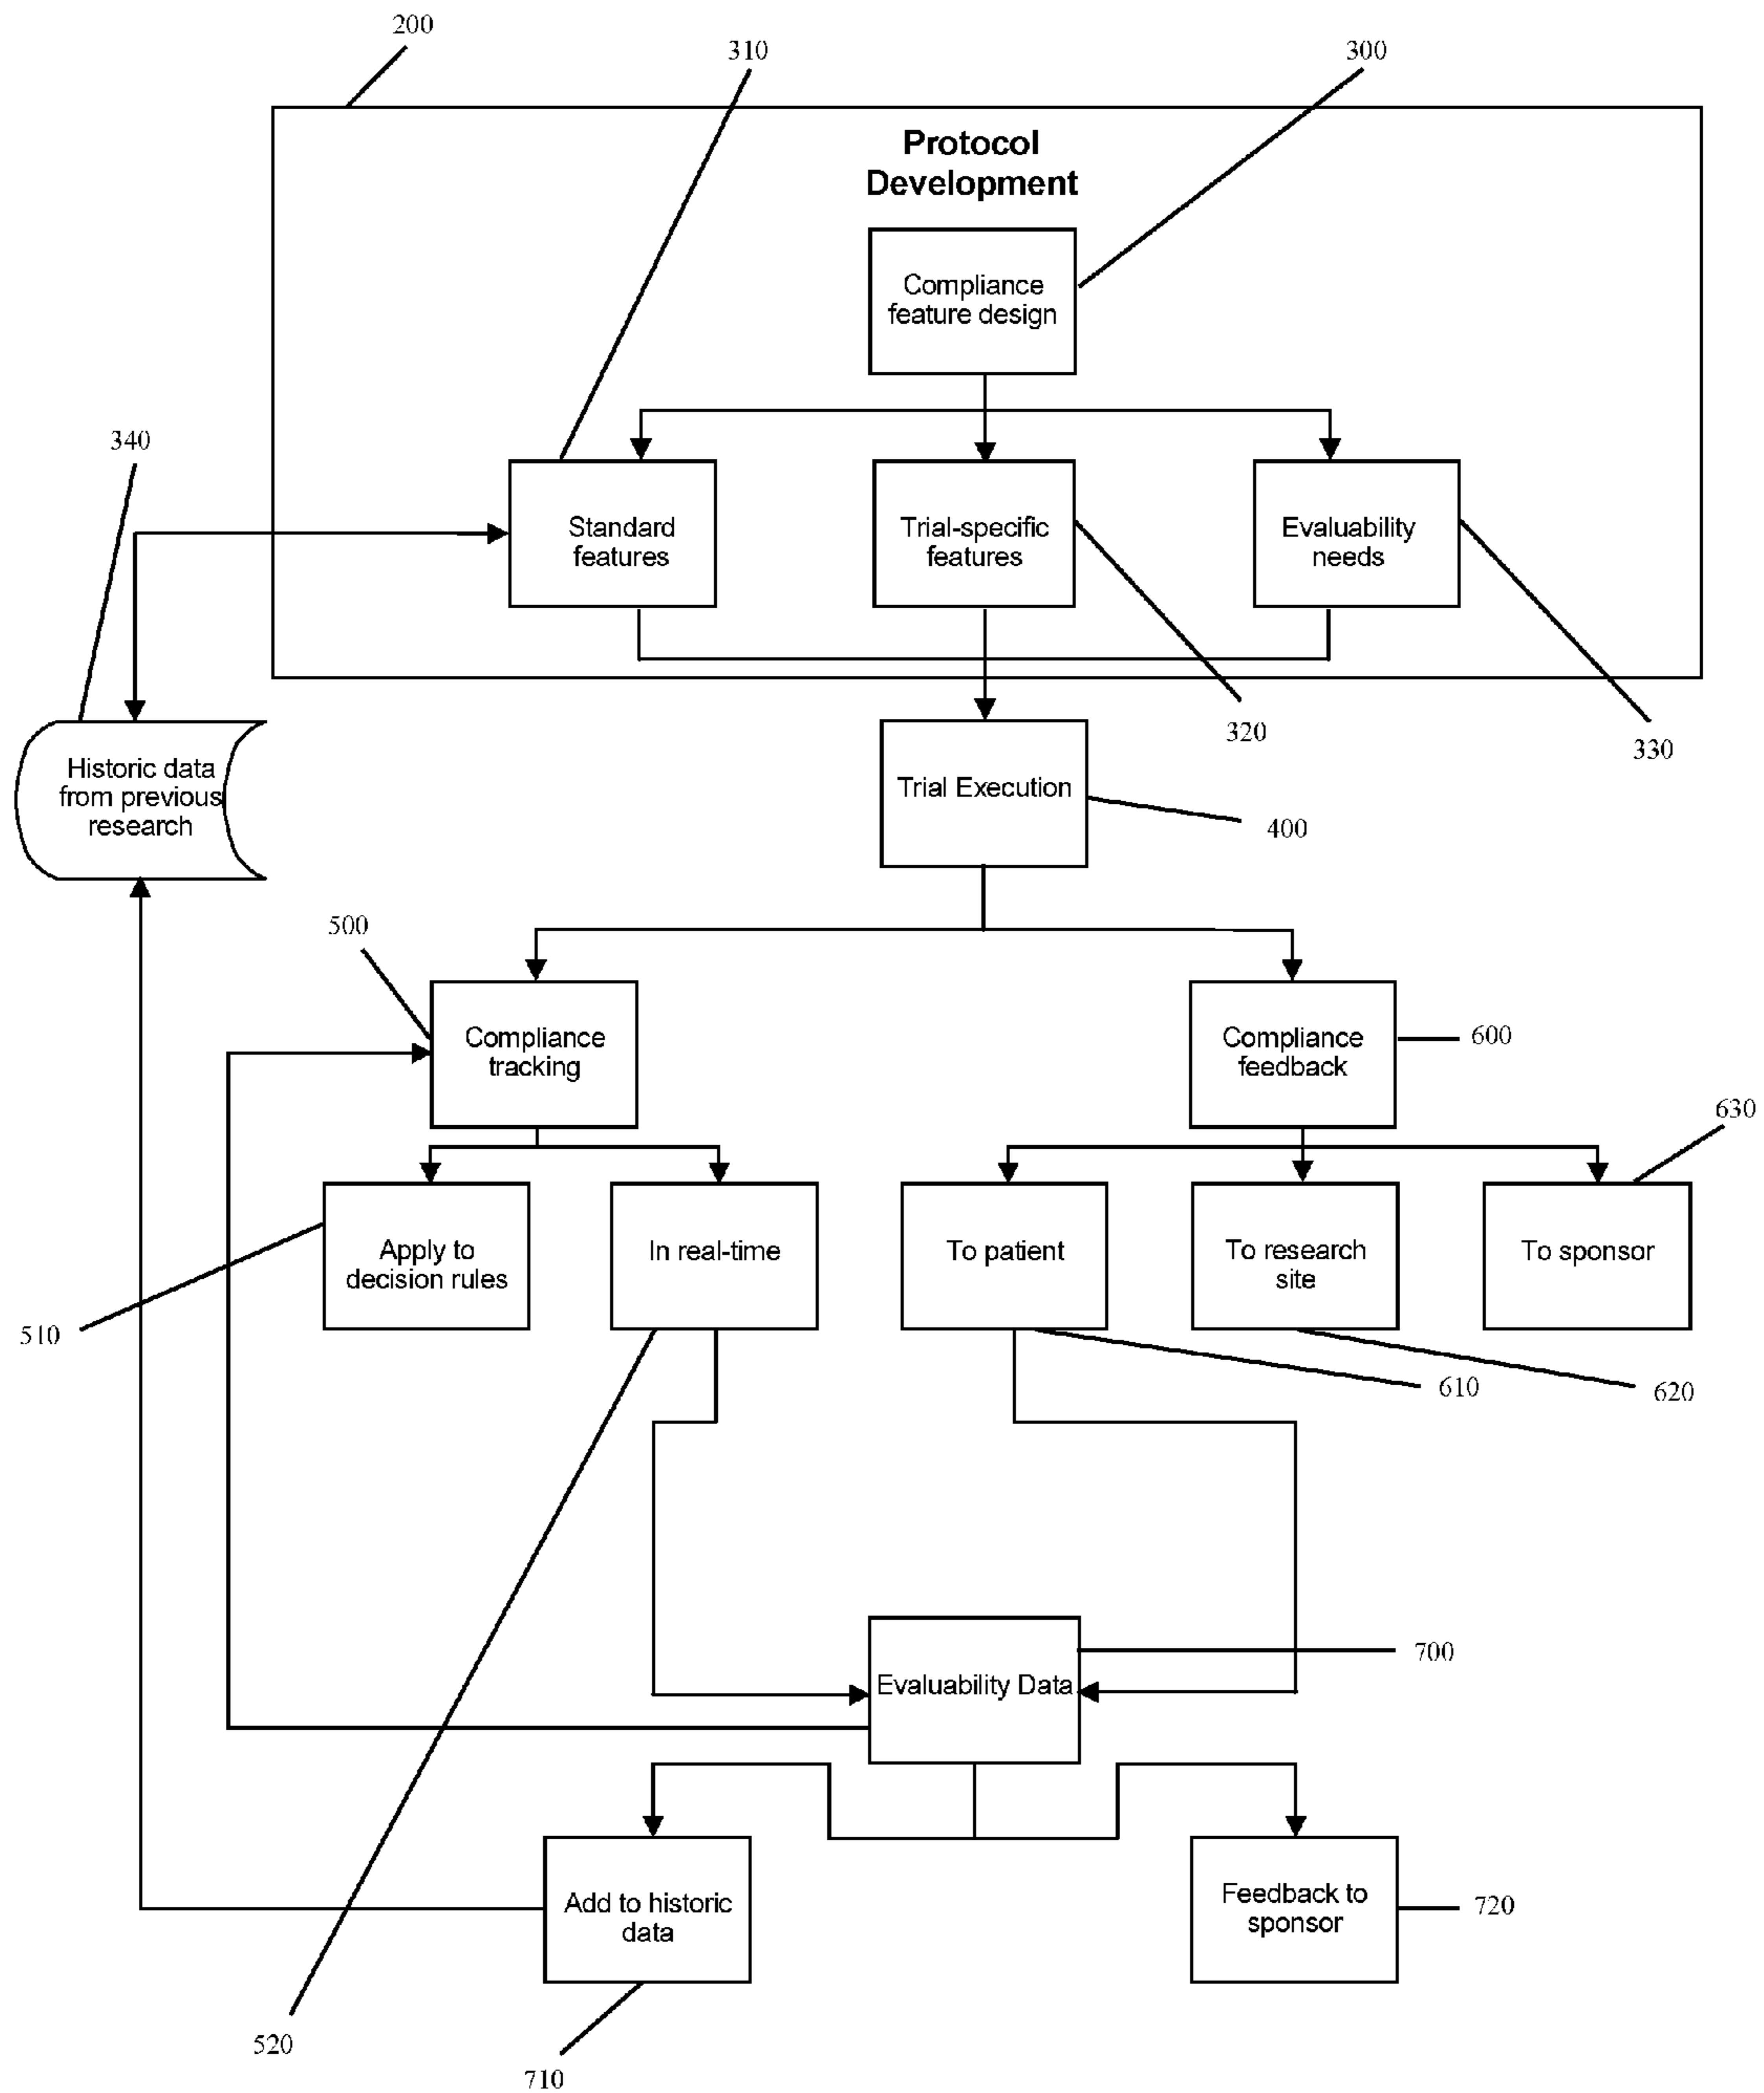 200
310
300
Protocol
Development
Compliance
feature design
340
Standard
features
Trial-specific
features
Evaluability
needs
320
330
Historic data
from previous
research
Trial Execution
400
500
Compliance
tracking
Compliance
feedback
600
630
Apply to
decision rules
In real-time
To patient
To research
site
To sponsor
510
610
620
700
Evaluability Data
Add to historic
data
Feedback to
sponsor
720
520
710